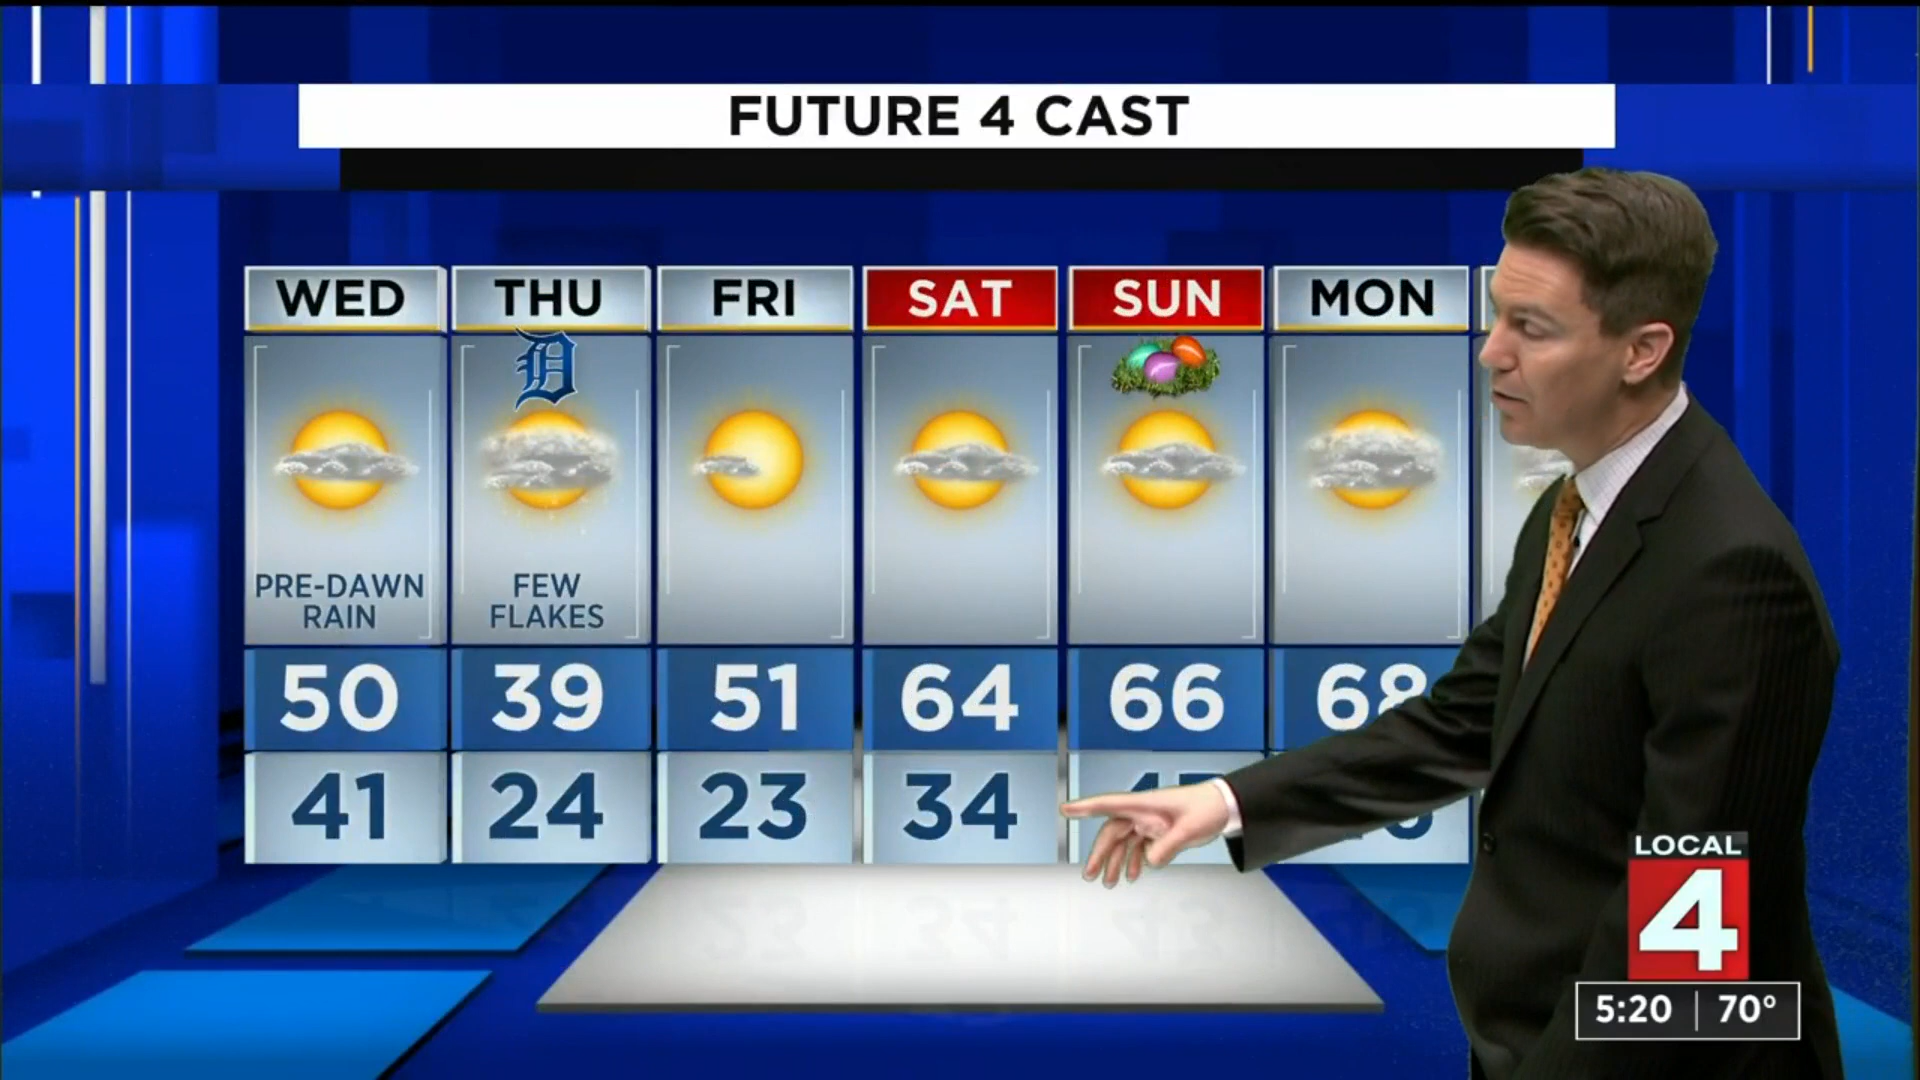 FUTURE 4 CAST
WED THU FRI SAT SUN MON
D
PRE-DAWN
RAIN
FEW
FLAKES
50 39 51 64 66 68
41 24 23 34
LOCAL
4
5:20 70°